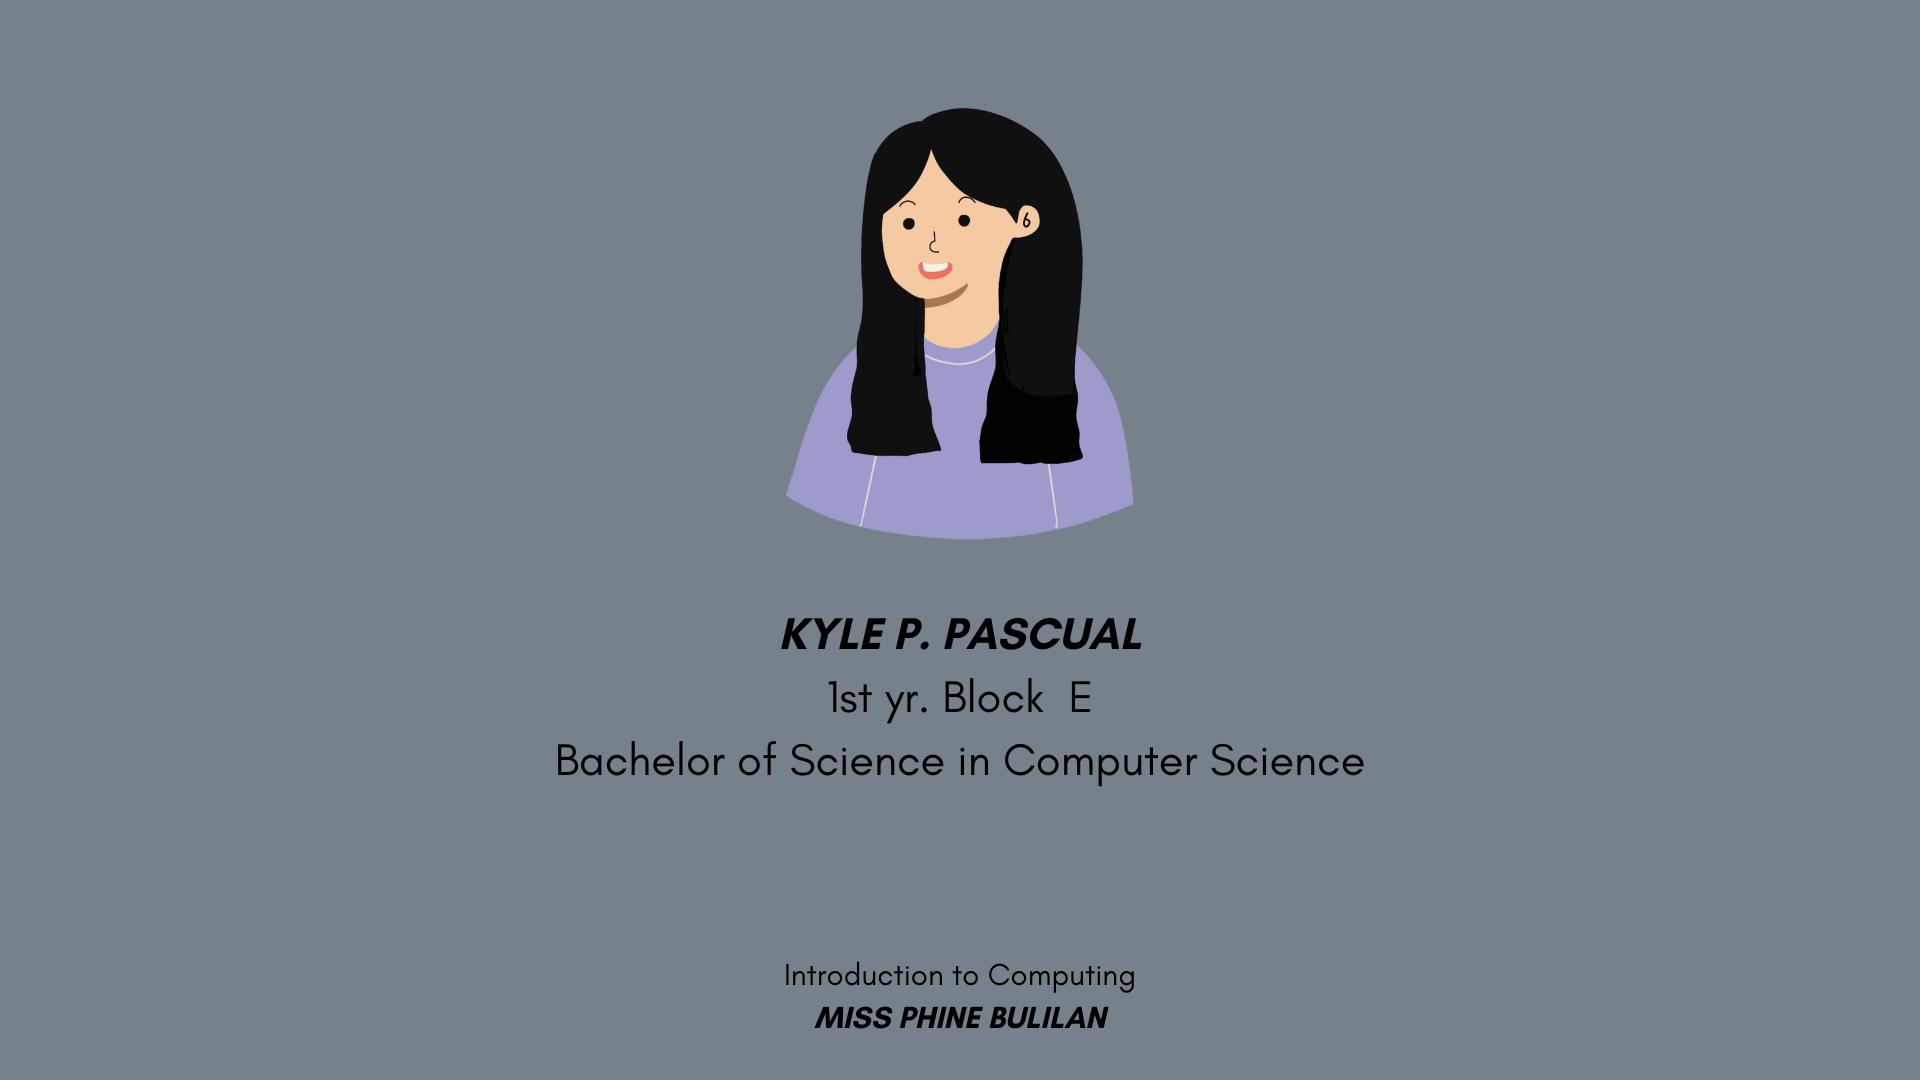 KYLE P. PASCUAL
1st yr. Block E
Bachelor of Science in Computer Science
Introduction to Computing
MISS PHINE BULILAN